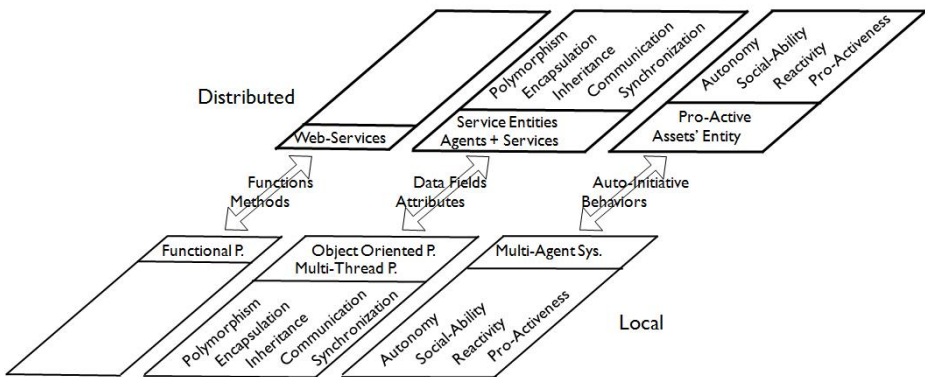 Polymorphism
Encapsulation
Inheritance
Communication
Synchronization
Autonomy
Social-Ability
Reactivity
Pro-Activeness
Distributed
Web-Services
Service Entities
Agents + Services
Pro-Active
Assets' Entity
Functions
Methods
Data Fields
Attributes
Auto-Initiative
Behaviors
Functional P.
Object Oriented P.
Multi-Thread P.
Multi-Agent Sys.
Polymorphism
Encapsulation
Inheritance
Communication
Synchronization
Autonomy
Social-Ability
Reactivity
Pro-Activeness
Local